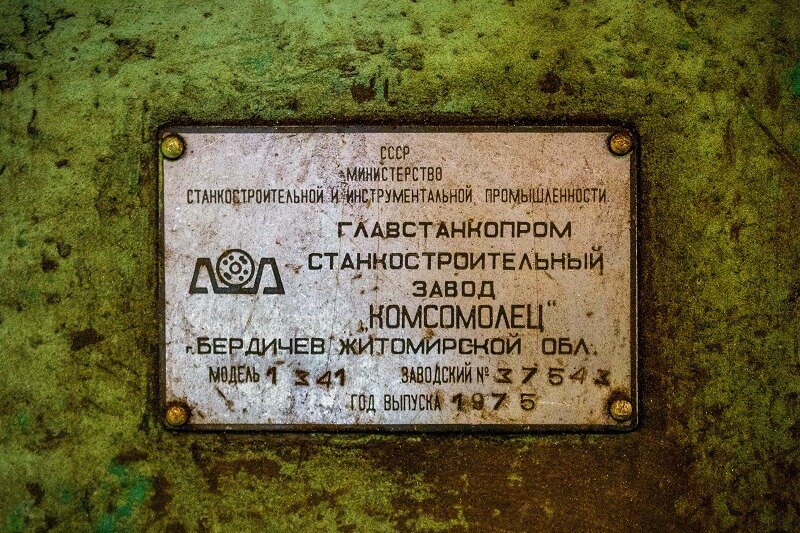 СССР
МИНИСТЕРСТВО
СТАНКОСТРОИТЕЛЬНОЙ И ИНСТРУМЕНТАЛЬНОЙ ПРОМЫШЛЕННОСТИ
ГЛАВСТАНКОПРОМ
СТАНКОСТРОИТЕЛЬНЫЙ
ЗАВОД
„КОМСОМОЛЕЦ"
г. БЕРДИЧЕВ ЖИТОМИРСКОЙ ОБЛ.
МОДЕЛЬ 1341 ЗАВОДСКИЙ № 37543
ГОД ВЫПУСКА 1975